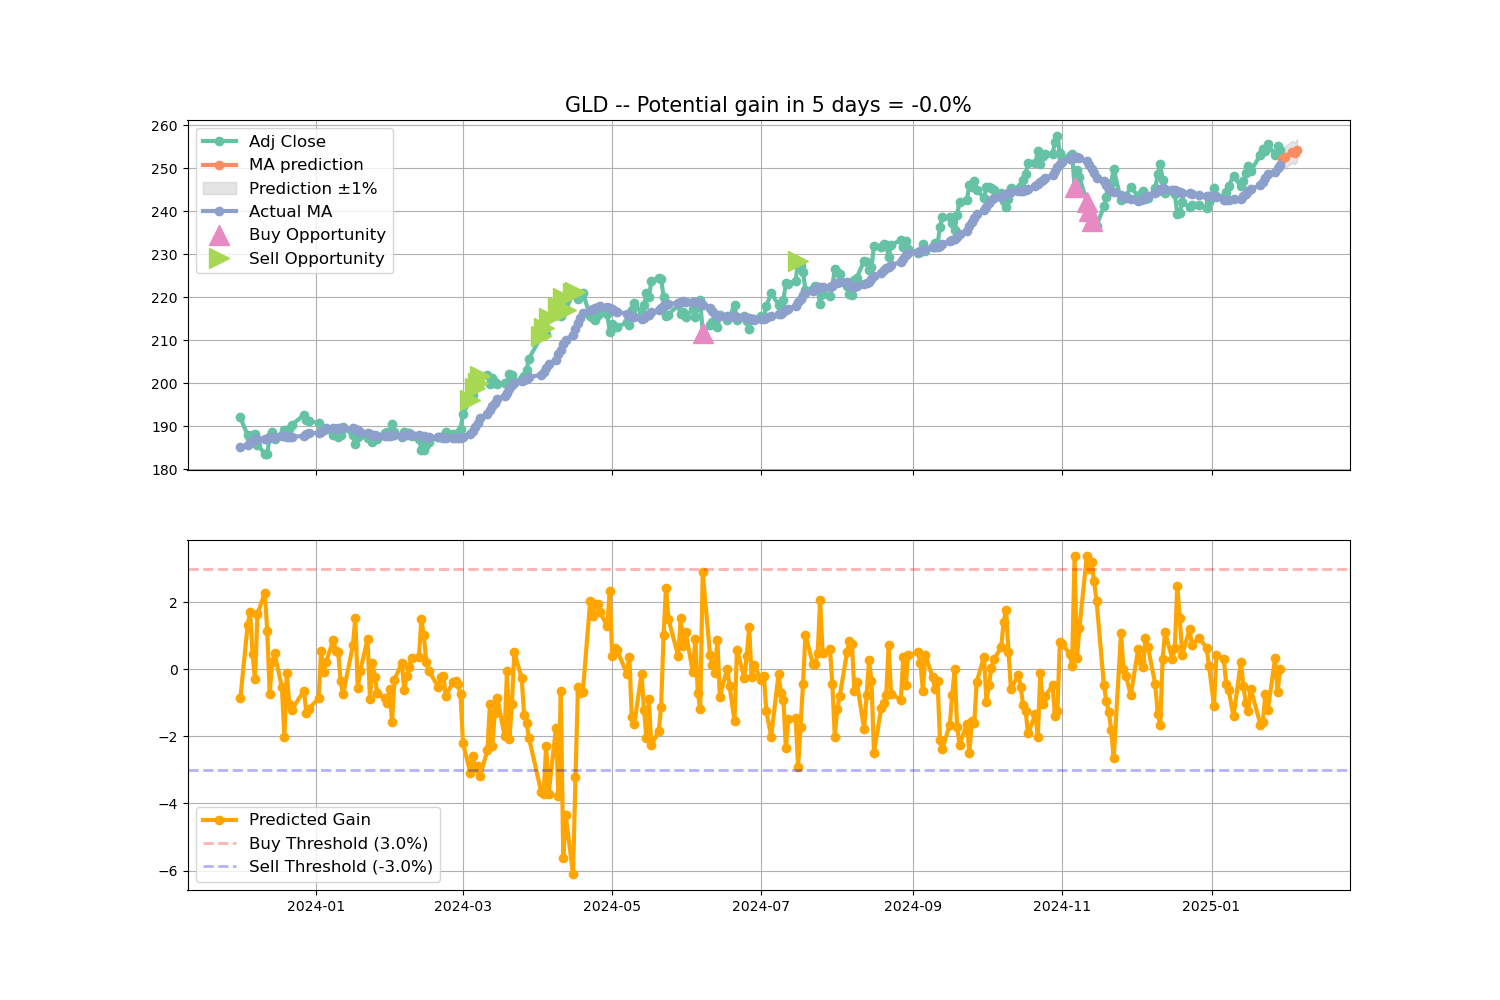 GLD -- Potential gain in 5 days = -0.0%
260
250
240
230
220
210
200
190
180
Adj Close
MA prediction
Prediction ±1%
Actual MA
Buy Opportunity
Sell Opportunity
2
0
−2
−4
−6
Predicted Gain
Buy Threshold (3.0%)
Sell Threshold (-3.0%)
2024-01 2024-03 2024-05 2024-07 2024-09 2024-11 2025-01